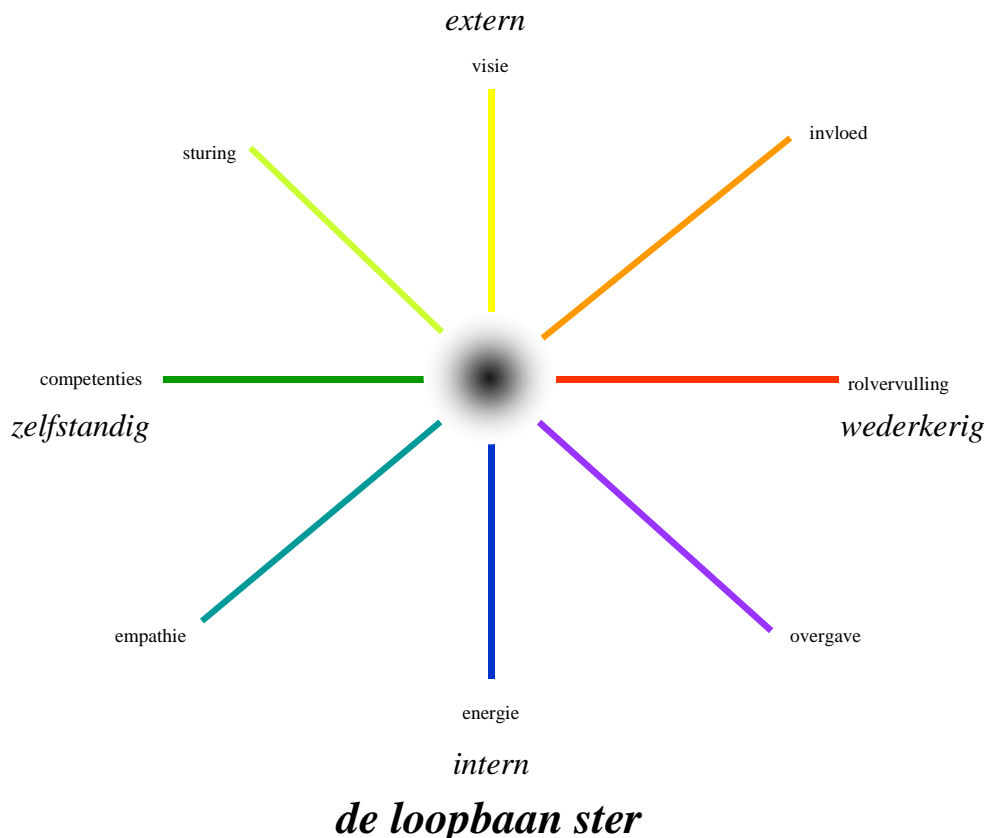 extern
visie
invloed
sturing
competenties
rolvervulling
zelfstandig
wederkerig
empathie
overgave
energie
intern
de loopbaan ster